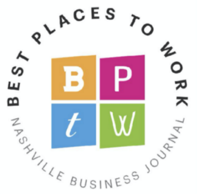 BEST PLACES TO WORK
B P
t W
NASHVILLE BUSINESS JOURNAL